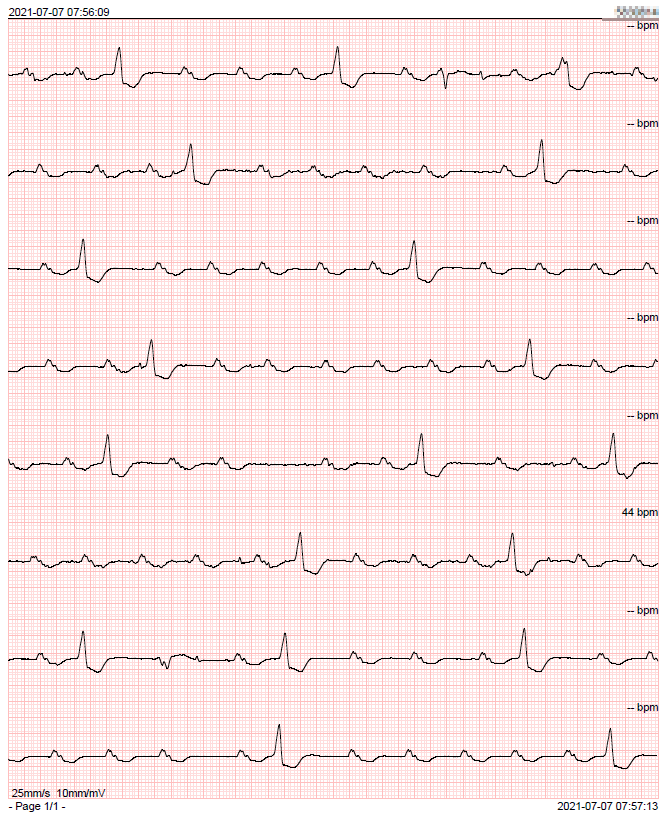 2021-07-07 07:56:09
-- bpm
-- bpm
-- bpm
-- bpm
-- bpm
44 bpm
-- bpm
-- bpm
25mm/s 10mm/mV
- Page 1/1 -
2021-07-07 07:57:13